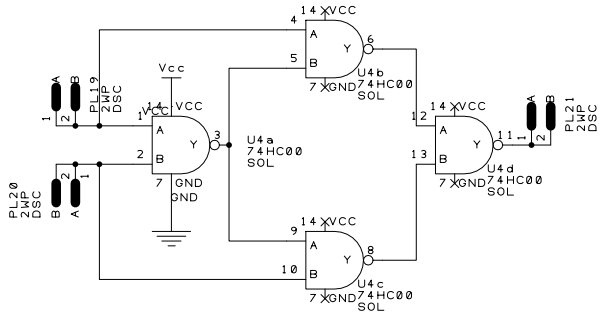 14 VCC
4
A
Y
6
5
B
U4b
74HC00
SOL
7 GND
Vcc
A
B
PL19
2WP
DSC
1
2
VCC
14 VCC
1
A
Y
3
2
B
7 GND
GND
U4a
74HC00
SOL
PL20
2WP
DSC
B
A
2
1
14 VCC
12
A
Y
11
13
B
U4d
74HC00
SOL
7 GND
A
B
PL21
2WP
DSC
1
2
14 VCC
9
A
Y
8
10
B
U4c
74HC00
SOL
7 GND